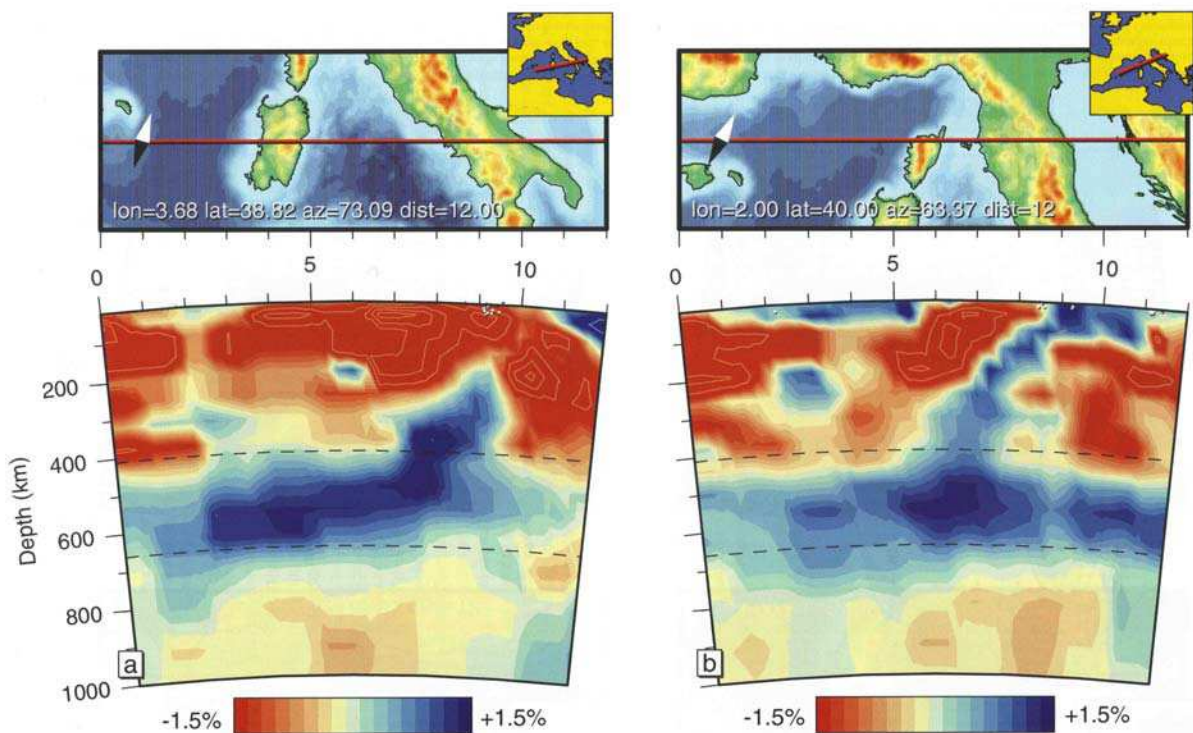 lon=3.68 lat=38.82 az=73.09 dist=12.00
lon=2.00 lat=40.00 az=63.37 dist=12
0 5 10
0 5 10
Depth (km)
200
400
600
800
1000
a
b
-1.5% +1.5%
-1.5% +1.5%